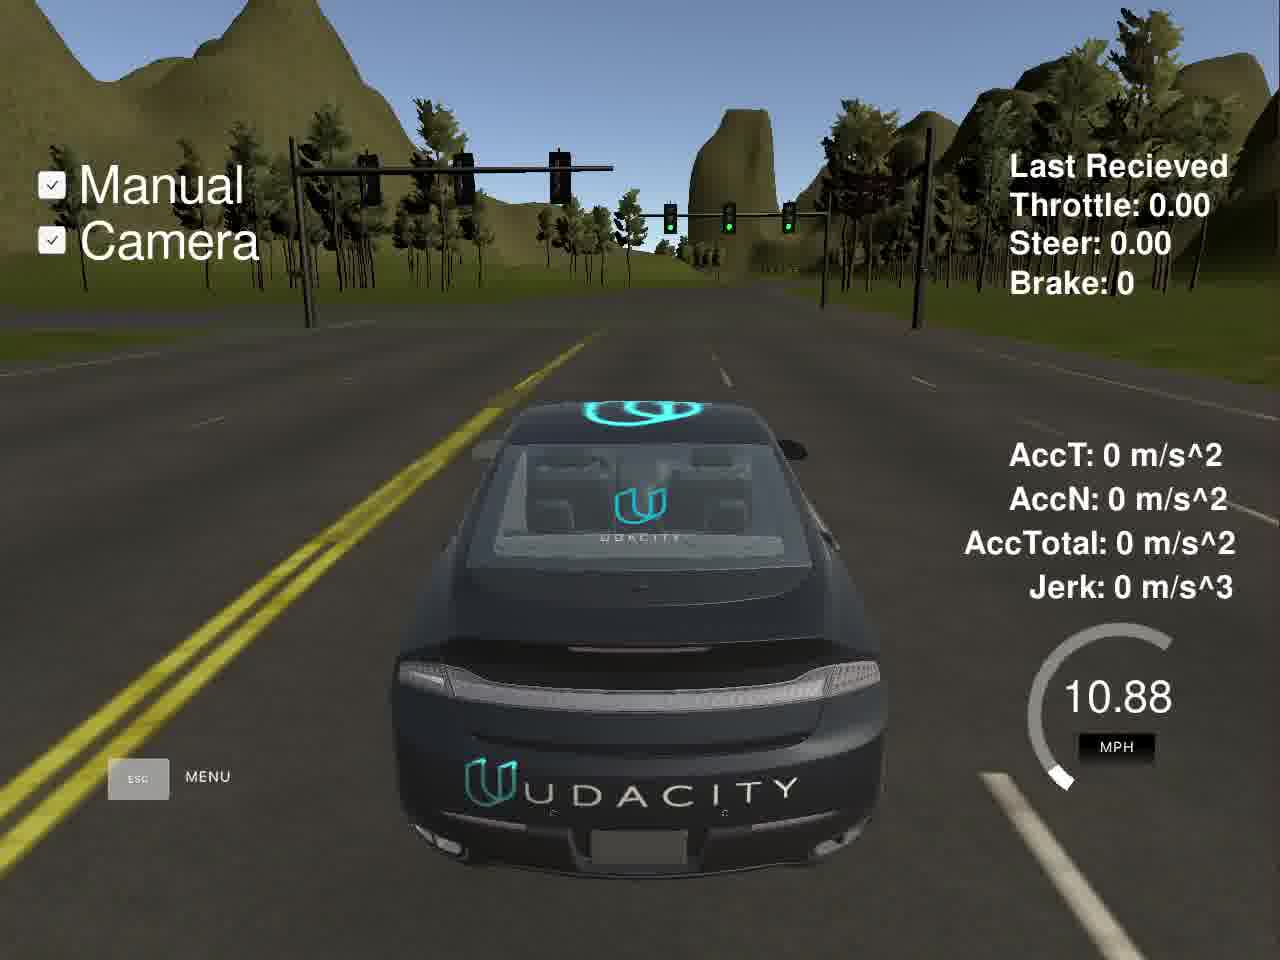 Manual
Camera
Last Recieved
Throttle: 0.00
Steer: 0.00
Brake: 0
AccT: 0 m/s^2
AccN: 0 m/s^2
AccTotal: 0 m/s^2
Jerk: 0 m/s^3
10.88
MPH
UDACITY
ESC
MENU
UDACITY